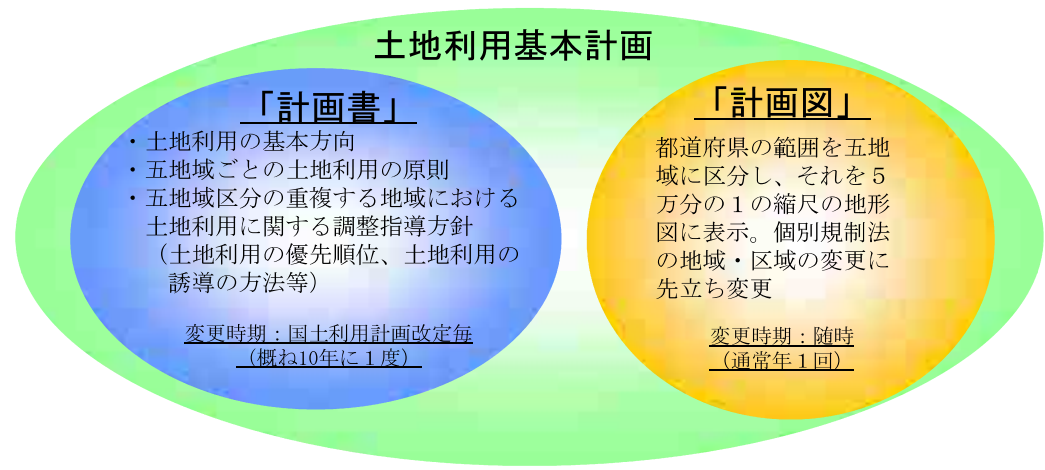 土地利用基本計画
「計画書」
・土地利用の基本方向
・五地域ごとの土地利用の原則
・五地域区分の重複する地域における
土地利用に関する調整指導方針
（土地利用の優先順位、土地利用の
誘導の方法等）
変更時期：国土利用計画改定毎
（概ね10年に１度）
「計画図」
都道府県の範囲を五地
域に区分し、それを５
万分の１の縮尺の地形
図に表示。個別規制法
の地域・区域の変更に
先立ち変更
変更時期：随時
（通常年１回）